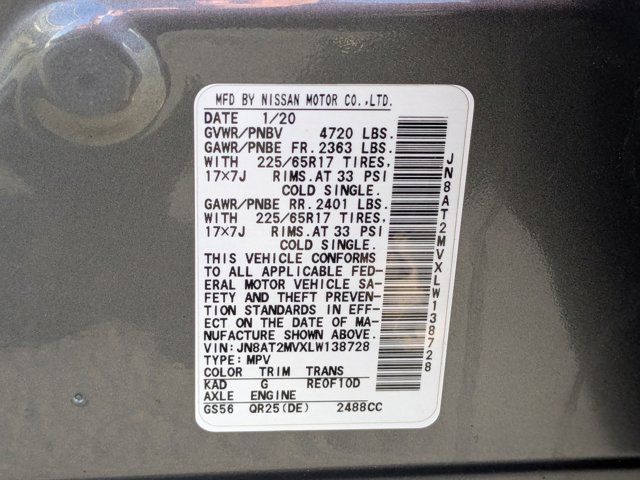 MFD BY NISSAN MOTOR CO.,LTD.
DATE 1/20
GVWR/PNBV 4720 LBS.
GAWR/PNBE FR. 2363 LBS.
WITH 225/65R17 TIRES,
17×7J RIMS.AT 33 PSI
COLD SINGLE.
GAWR/PNBE RR. 2401 LBS.
WITH 225/65R17 TIRES,
17×7J RIMS.AT 33 PSI
COLD SINGLE.
THIS VEHICLE CONFORMS
TO ALL APPLICABLE FED-
ERAL MOTOR VEHICLE SA-
FETY AND THEFT PREVEN-
TION STANDARDS IN EFF-
ECT ON THE DATE OF MA-
NUFACTURE SHOWN ABOVE.
VIN:JN8AT2MVXLW138728
TYPE:MPV
COLOR TRIM TRANS
KAD G RE0F10D
AXLE ENGINE
GS56 QR25(DE) 2488CC
JN8AT2MVXLW138728